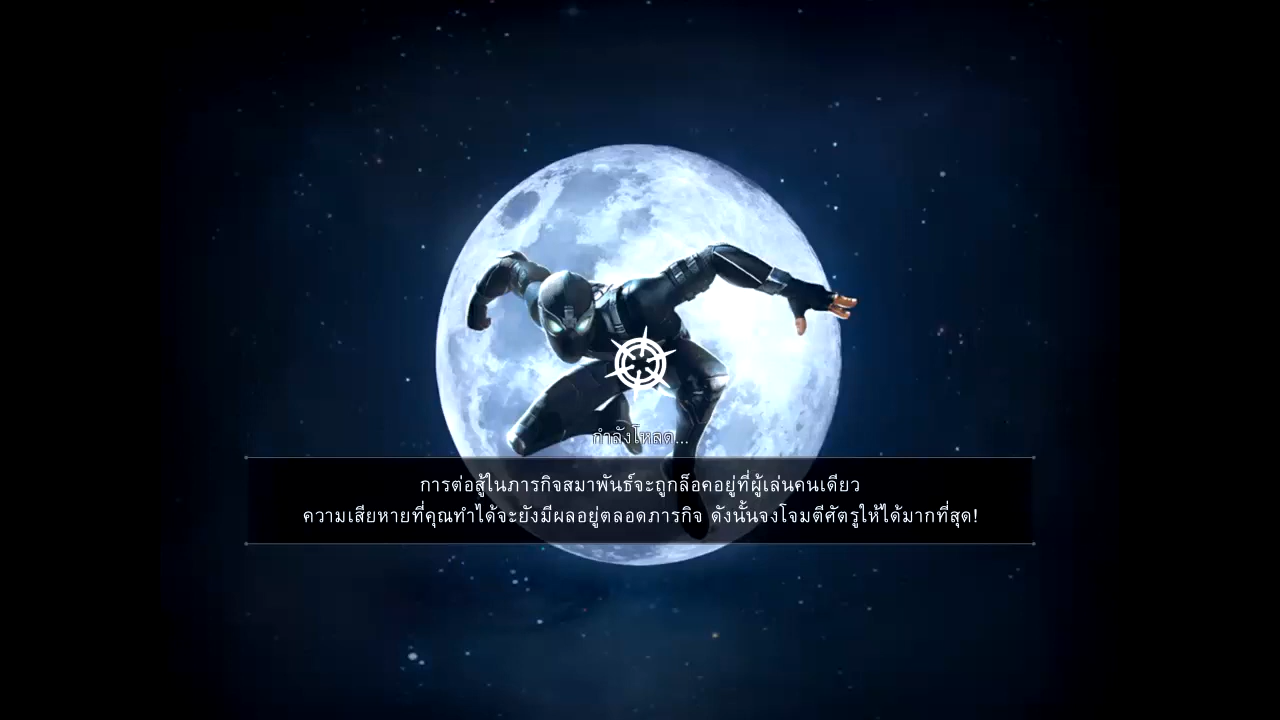 กำลังโหลด...
การต่อสู้ในภารกิจสมาพันธ์จะถูกล็อคอยู่ที่ผู้เล่นคนเดียว
ความเสียหายที่คุณทำได้จะยังมีผลอยู่ตลอดภารกิจ ดังนั้นจงโจมตีศัตรูให้ได้มากที่สุด!